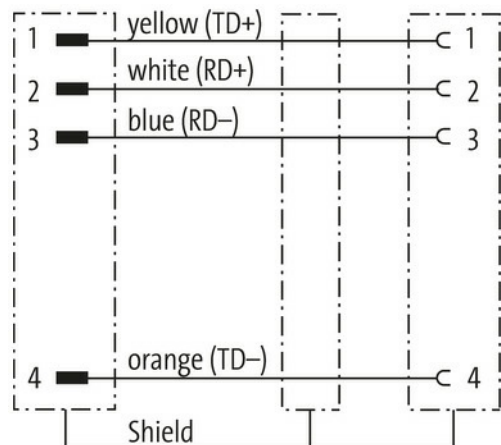 1 yellow (TD+) 1
2 white (RD+) 2
3 blue (RD–) 3
4 orange (TD–) 4
Shield